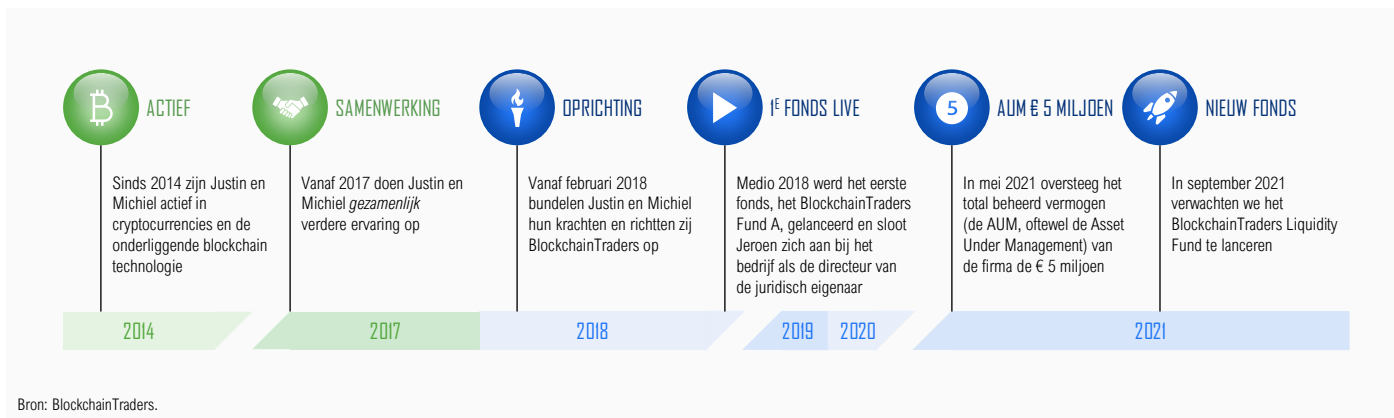 ACTIEF
Sinds 2014 zijn Justin en
Michiel actief in
cryptocurrencies en de
onderliggende blockchain
technologie
SAMENWERKING
Vanaf 2017 doen Justin en
Michiel gezamenlijk
verdere ervaring op
OPRICHTING
Vanaf februari 2018
bundelen Justin en Michiel
hun krachten en richtten zij
BlockchainTraders op
1E FONDS LIVE
Medio 2018 werd het eerste
fonds, het BlockchainTraders
Fund A, gelanceerd en sloot
Jeroen zich aan bij het
bedrijf als de directeur van
de juridisch eigenaar
5
AUM € 5 MILJOEN
In mei 2021 oversteeg het
total beheerd vermogen
(de AUM, oftewel de Asset
Under Management) van
de firma de € 5 miljoen
NIEUW FONDS
In september 2021
verwachten we het
BlockchainTraders Liquidity
Fund te lanceren
2014
2017
2018
2019
2020
2021
Bron: BlockchainTraders.